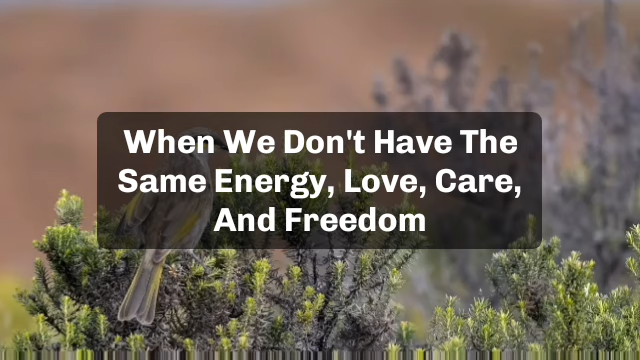 When We Don't Have The
Same Energy, Love, Care,
And Freedom